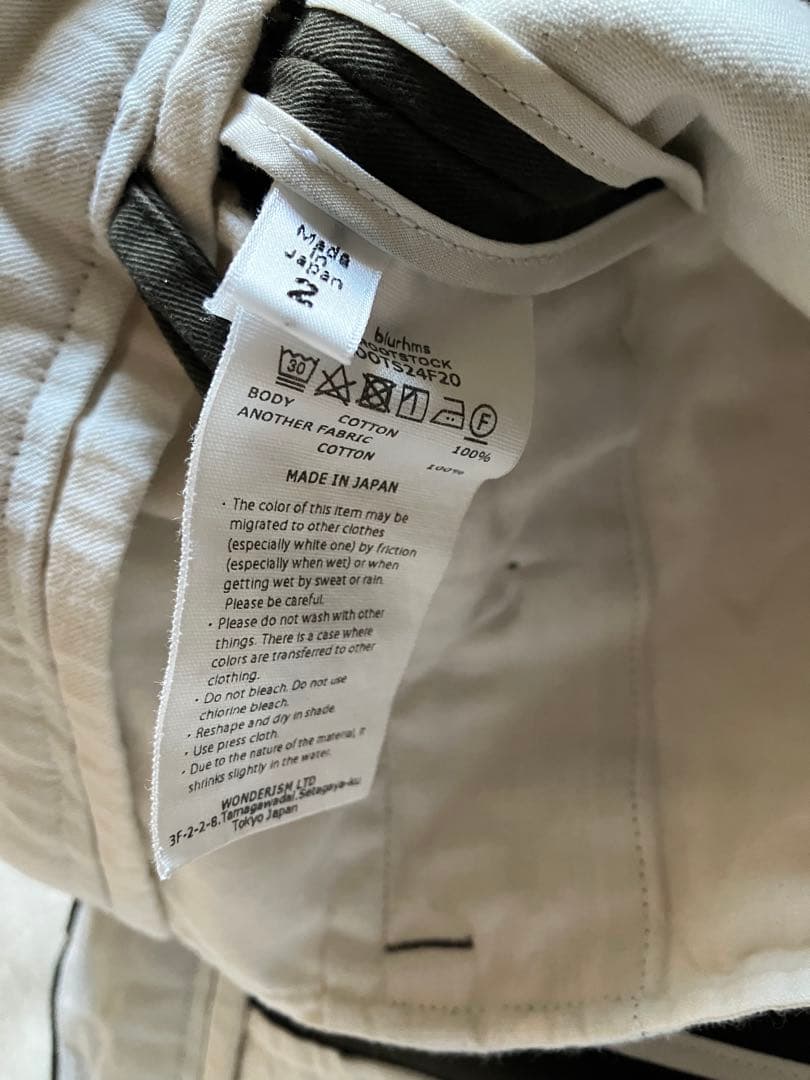 Made
in
Japan
2
blurhms
ROOTSTOCK
OOTS24F20
30
F
BODY
COTTON 100%
ANOTHER FABRIC
COTTON 100%
MADE IN JAPAN
・The color of this item may be
migrated to other clothes
(especially white one) by friction
(especially when wet) or when
getting wet by sweat or rain.
Please be careful.
・Please do not wash with other
things. There is a case where
colors are transferred to other
clothing.
・Do not bleach. Do not use
chlorine bleach.
・Reshape and dry in shade.
・Use press cloth.
・Due to the nature of the material, it
shrinks slightly in the water.
WONDERISM LTD
3F-2-2-8.Tamagawadai.Setagaya-ku
Tokyo Japan